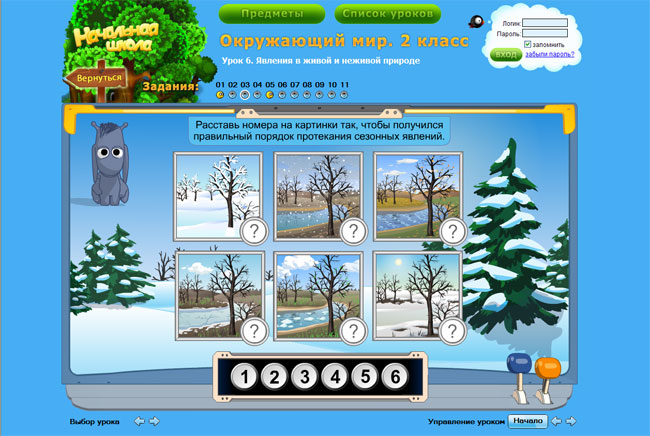 Предметы
Список уроков
Начальная
школа
Логин:
Пароль:
запомнить
ВХОД
забыли пароль?
Окружающий мир. 2 класс
Урок 6. Явления в живой и неживой природе
Вернуться
Задания:
01 02 03 04 05 06 07 08 09 10 11
Расставь номера на картинки так, чтобы получился
правильный порядок протекания сезонных явлений.
? ? ?
? ? ?
1 2 3 4 5 6
Выбор урока
Управление уроком
Начало